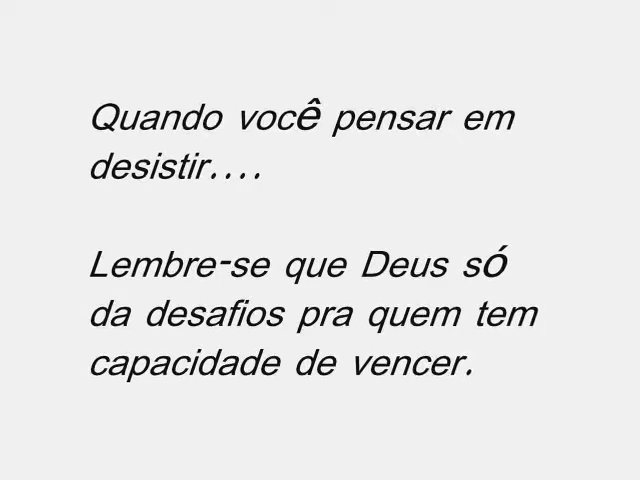 Quando você pensar em
desistir....
Lembre-se que Deus só
da desafios pra quem tem
capacidade de vencer.